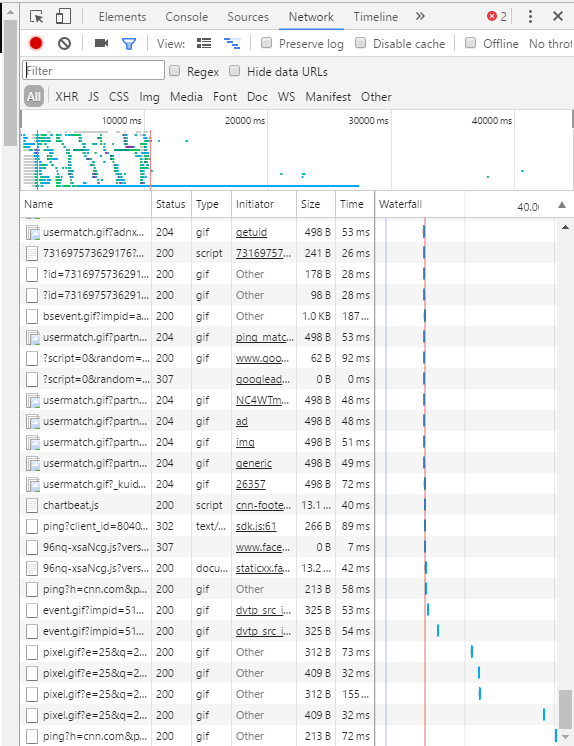 Elements Console Sources Network Timeline 2
View: Preserve log Disable cache Offline No thro
Filter Regex Hide data URLs
All XHR JS CSS Img Media Font Doc WS Manifest Other
10000 ms 20000 ms 30000 ms 40000 ms
Name Status Type Initiator Size Time Waterfall 40.0
usermatch.gif?adnx... 204 gif getuid 498 B 53 ms
731697573629176?... 200 script 73169757... 241 B 26 ms
?id=7316975736291... 200 gif Other 178 B 28 ms
?id=7316975736291... 200 gif Other 98 B 28 ms
bsevent.gif?impid=a... 200 gif Other 1.0 KB 187 ...
usermatch.gif?partn... 204 gif ping_matc... 498 B 53 ms
?script=0&random=... 200 gif www.goo... 62 B 92 ms
?script=0&random=... 307 googlead... 0 B 0 ms
usermatch.gif?partn... 204 gif NC4WTm... 498 B 48 ms
usermatch.gif?partn... 204 gif ad 498 B 48 ms
usermatch.gif?partn... 204 gif img 498 B 51 ms
usermatch.gif?partn... 204 gif generic 498 B 49 ms
usermatch.gif?_kuid... 204 gif 26357 498 B 72 ms
chartbeat.js 200 script cnn-foote... 13.1 ... 40 ms
ping?client_id=8040... 302 text/... sdk.js:61 266 B 89 ms
96nq-xsaNcg.js?vers... 307 www.face... 0 B 7 ms
96nq-xsaNcg.js?vers... 200 docu... staticxx.fa... 13.2 ... 42 ms
ping?h=cnn.com&p... 200 gif Other 213 B 58 ms
event.gif?impid=51... 200 gif dvtp_src_i... 325 B 53 ms
event.gif?impid=51... 200 gif dvtp_src_i... 325 B 54 ms
pixel.gif?e=25&q=2... 200 gif Other 312 B 73 ms
pixel.gif?e=25&q=2... 200 gif Other 409 B 32 ms
pixel.gif?e=25&q=2... 200 gif Other 312 B 155 ...
pixel.gif?e=25&q=2... 200 gif Other 409 B 32 ms
ping?h=cnn.com&p... 200 gif Other 213 B 72 ms